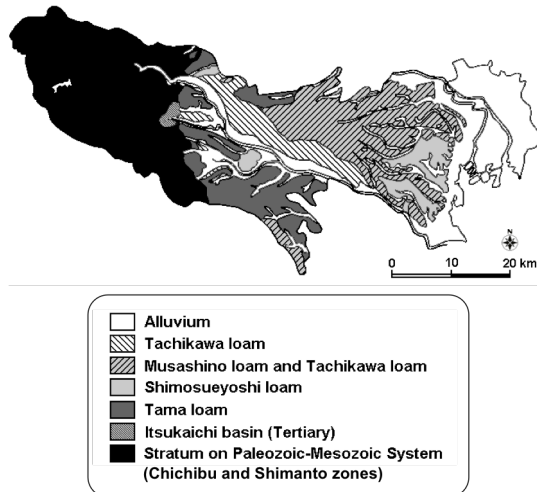 N
0 10 20 km
Alluvium
Tachikawa loam
Musashino loam and Tachikawa loam
Shimosueyoshi loam
Tama loam
Itsukaichi basin (Tertiary)
Stratum on Paleozoic-Mesozoic System
(Chichibu and Shimanto zones)